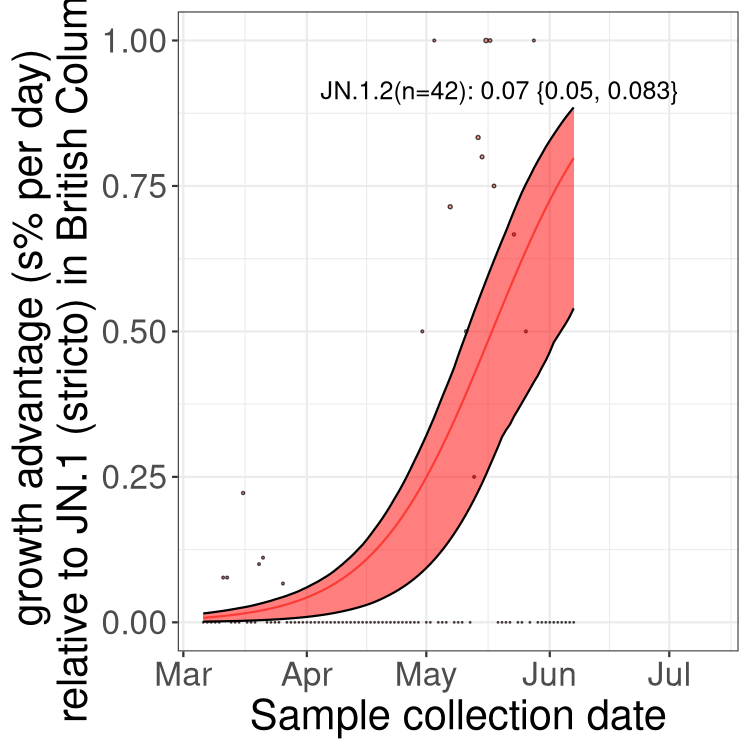 growth advantage (s% per day)
relative to JN.1 (stricto) in British Colum
1.00
0.75
0.50
0.25
0.00
JN.1.2(n=42): 0.07 {0.05, 0.083}
Mar Apr May Jun Jul
Sample collection date